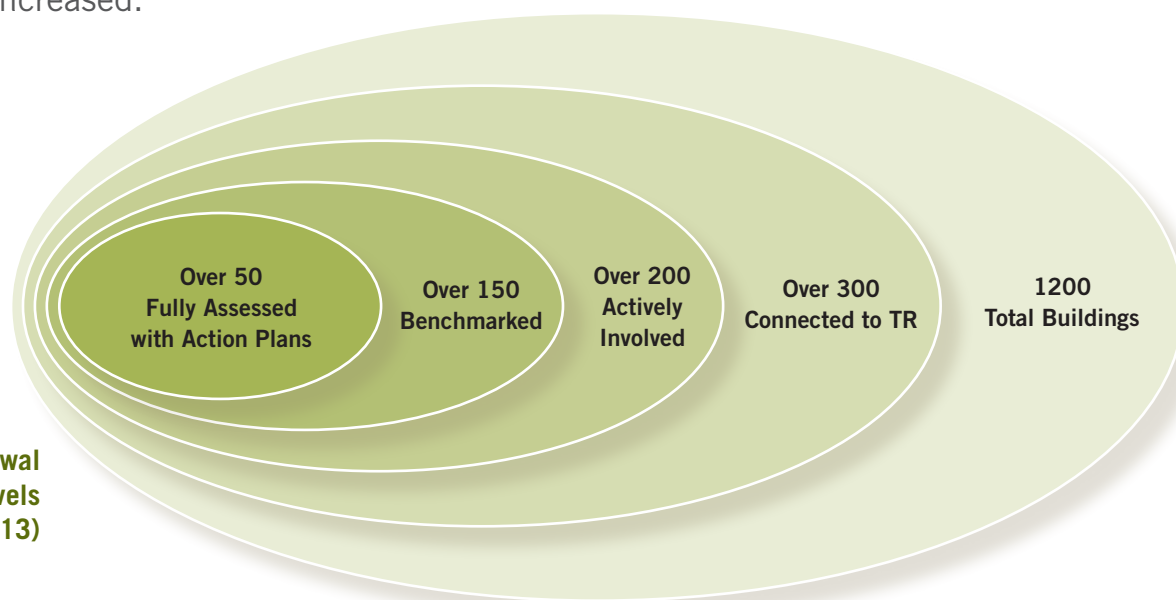 increased.
Over 50
Fully Assessed
with Action Plans
Over 150
Benchmarked
Over 200
Actively
Involved
Over 300
Connected to TR
1200
Total Buildings
wal
vels
13)